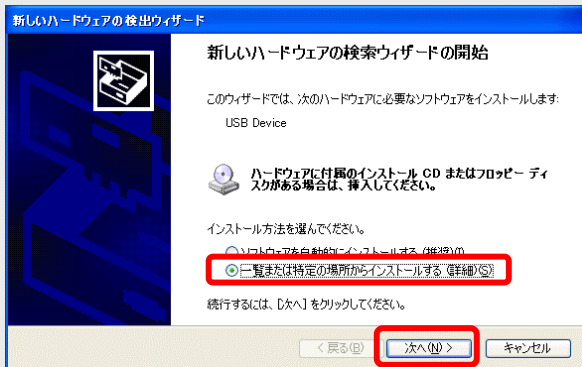 新しいハードウェアの検出ウィザード
新しいハードウェアの検索ウィザードの開始
このウィザードでは、次のハードウェアに必要なソフトウェアをインストールします:
USB Device
ハードウェアに付属のインストール CD またはフロッピー ディ
スクがある場合は、挿入してください。
インストール方法を選んでください。
ソフトウェアを自動的にインストールする (推奨)(I)
一覧または特定の場所からインストールする (詳細)(S)
続行するには、[次へ] をクリックしてください。
< 戻る(B)
次へ(N) >
キャンセル